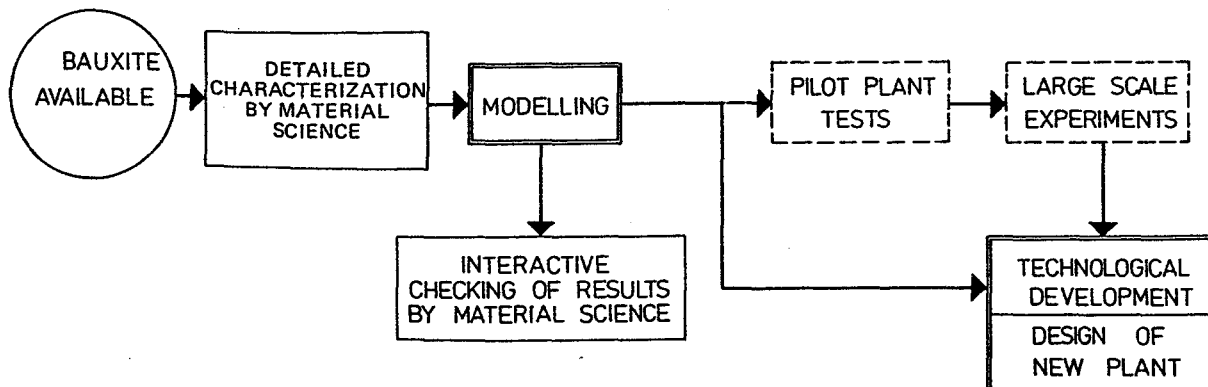 BAUXITE
AVAILABLE
DETAILED
CHARACTERIZATION
BY MATERIAL
SCIENCE
MODELLING
PILOT PLANT
TESTS
LARGE SCALE
EXPERIMENTS
INTERACTIVE
CHECKING OF RESULTS
BY MATERIAL SCIENCE
TECHNOLOGICAL
DEVELOPMENT
DESIGN OF
NEW PLANT